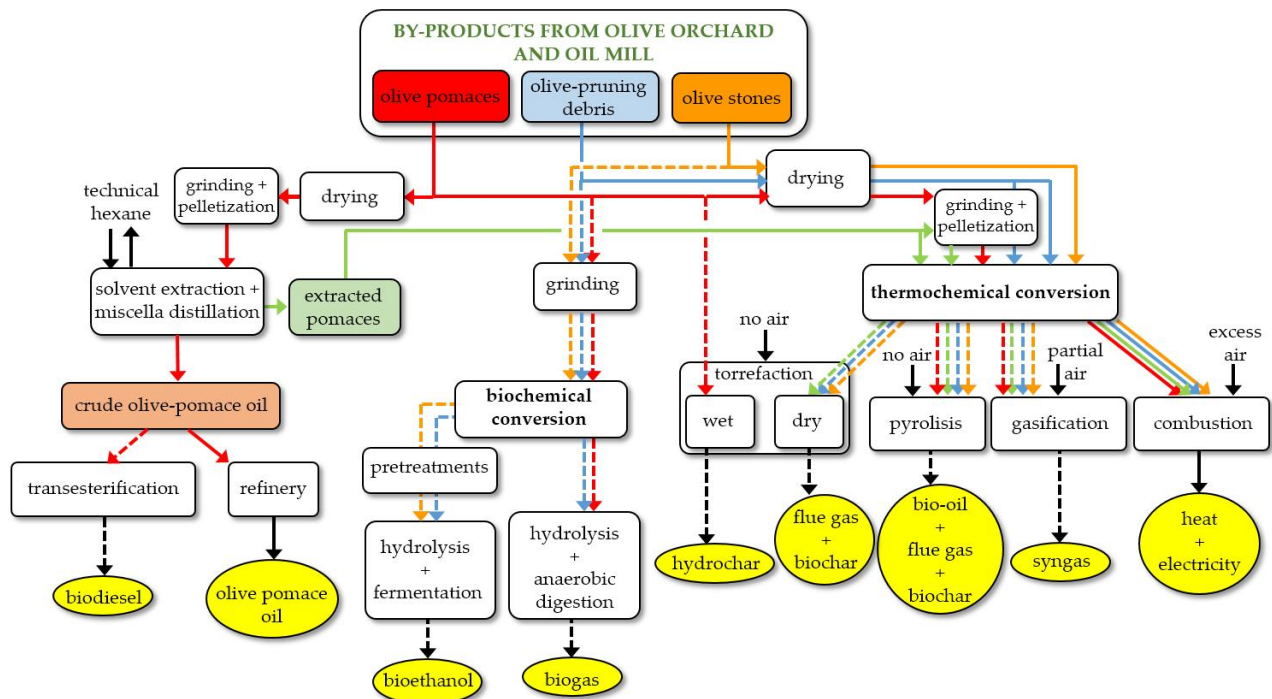 BY-PRODUCTS FROM OLIVE ORCHARD
AND OIL MILL
olive pomaces
olive-pruning
debris
olive stones
technical
hexane
grinding +
pelletization
drying
drying
grinding +
pelletization
solvent extraction +
miscella distillation
extracted
pomaces
grinding
thermochemical conversion
no air
no air
partial
air
excess
air
torrefaction
crude olive-pomace oil
biochemical
conversion
wet
dry
pyrolisis
gasification
combustion
transesterification
refinery
pretreatments
hydrolysis
+
fermentation
hydrolysis
+
anaerobic
digestion
hydrochar
flue gas
+
biochar
bio-oil +
flue gas
+
biochar
syngas
heat
+
electricity
biodiesel
olive pomace
oil
bioethanol
biogas